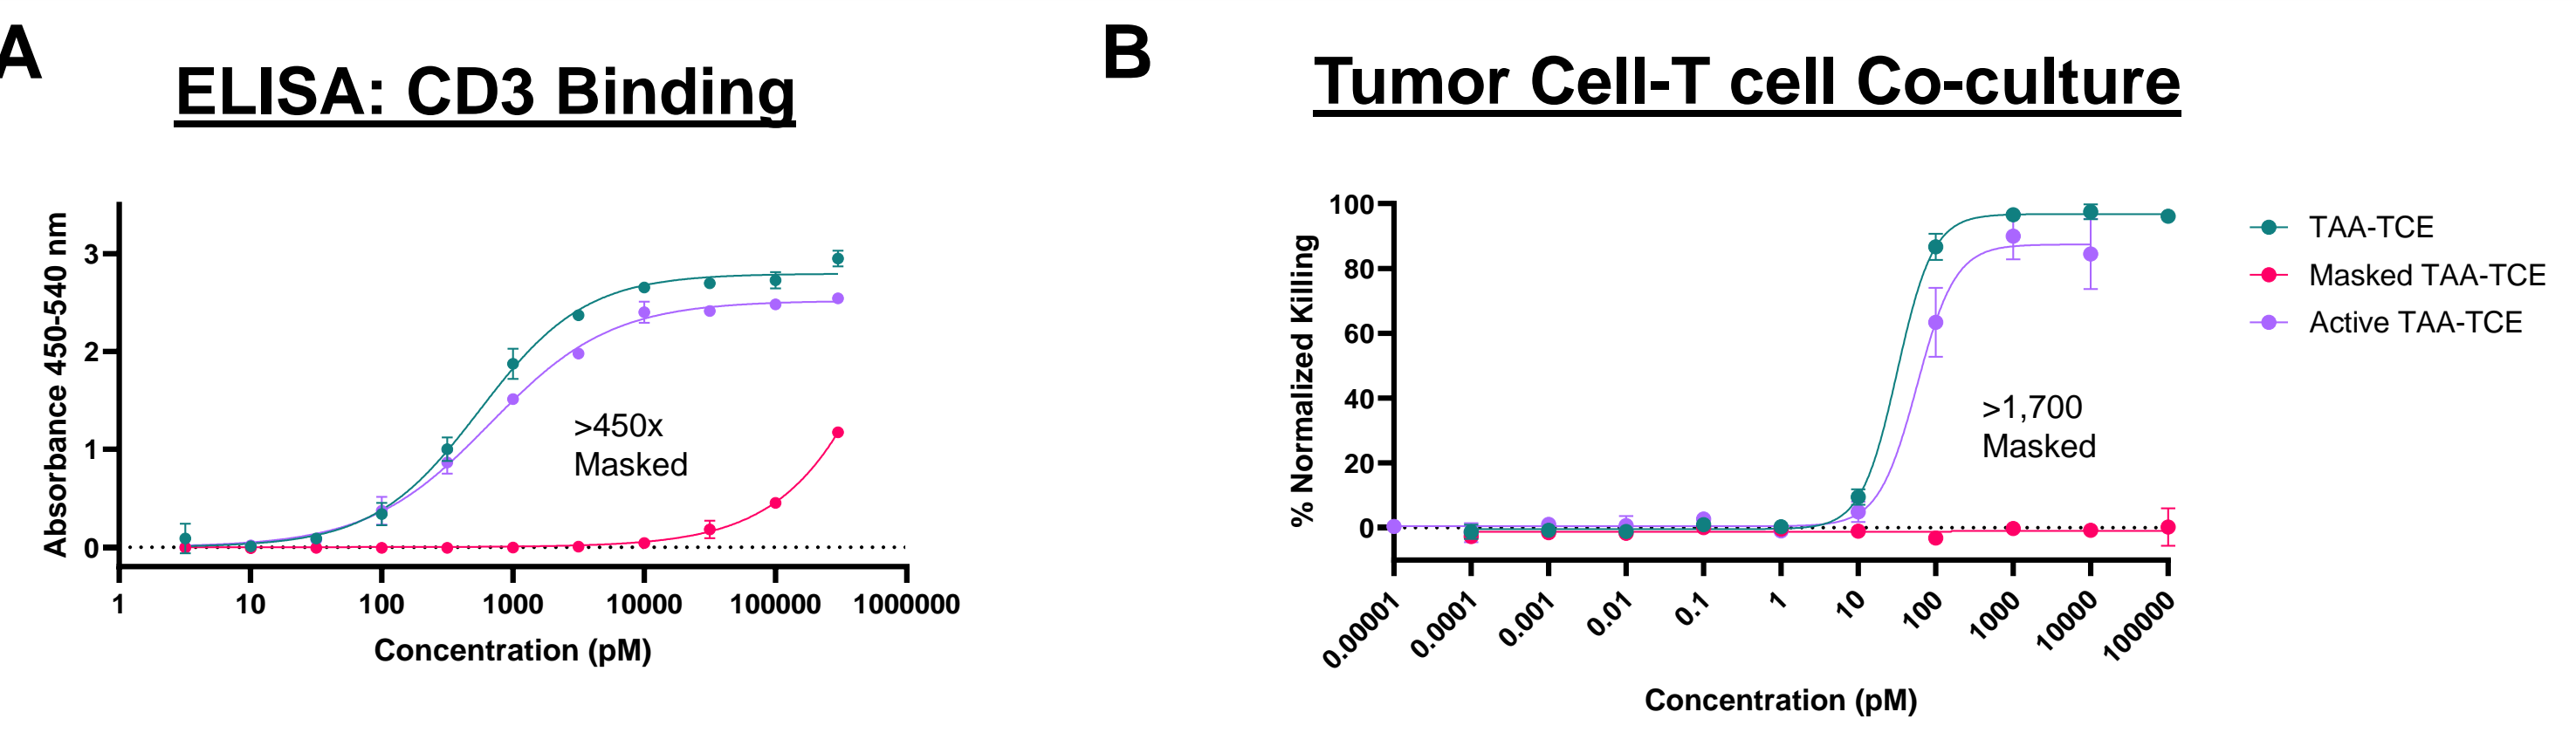 A
ELISA: CD3 Binding
Absorbance 450-540 nm
3
2
1
0
>450x
Masked
1 10 100 1000 10000 100000 1000000
Concentration (pM)
B
Tumor Cell-T cell Co-culture
% Normalized Killing
100
80
60
40
20
0
>1,700
Masked
0.00001 0.0001 0.001 0.01 0.1 1 10 100 1000 10000 100000
Concentration (pM)
TAA-TCE
Masked TAA-TCE
Active TAA-TCE